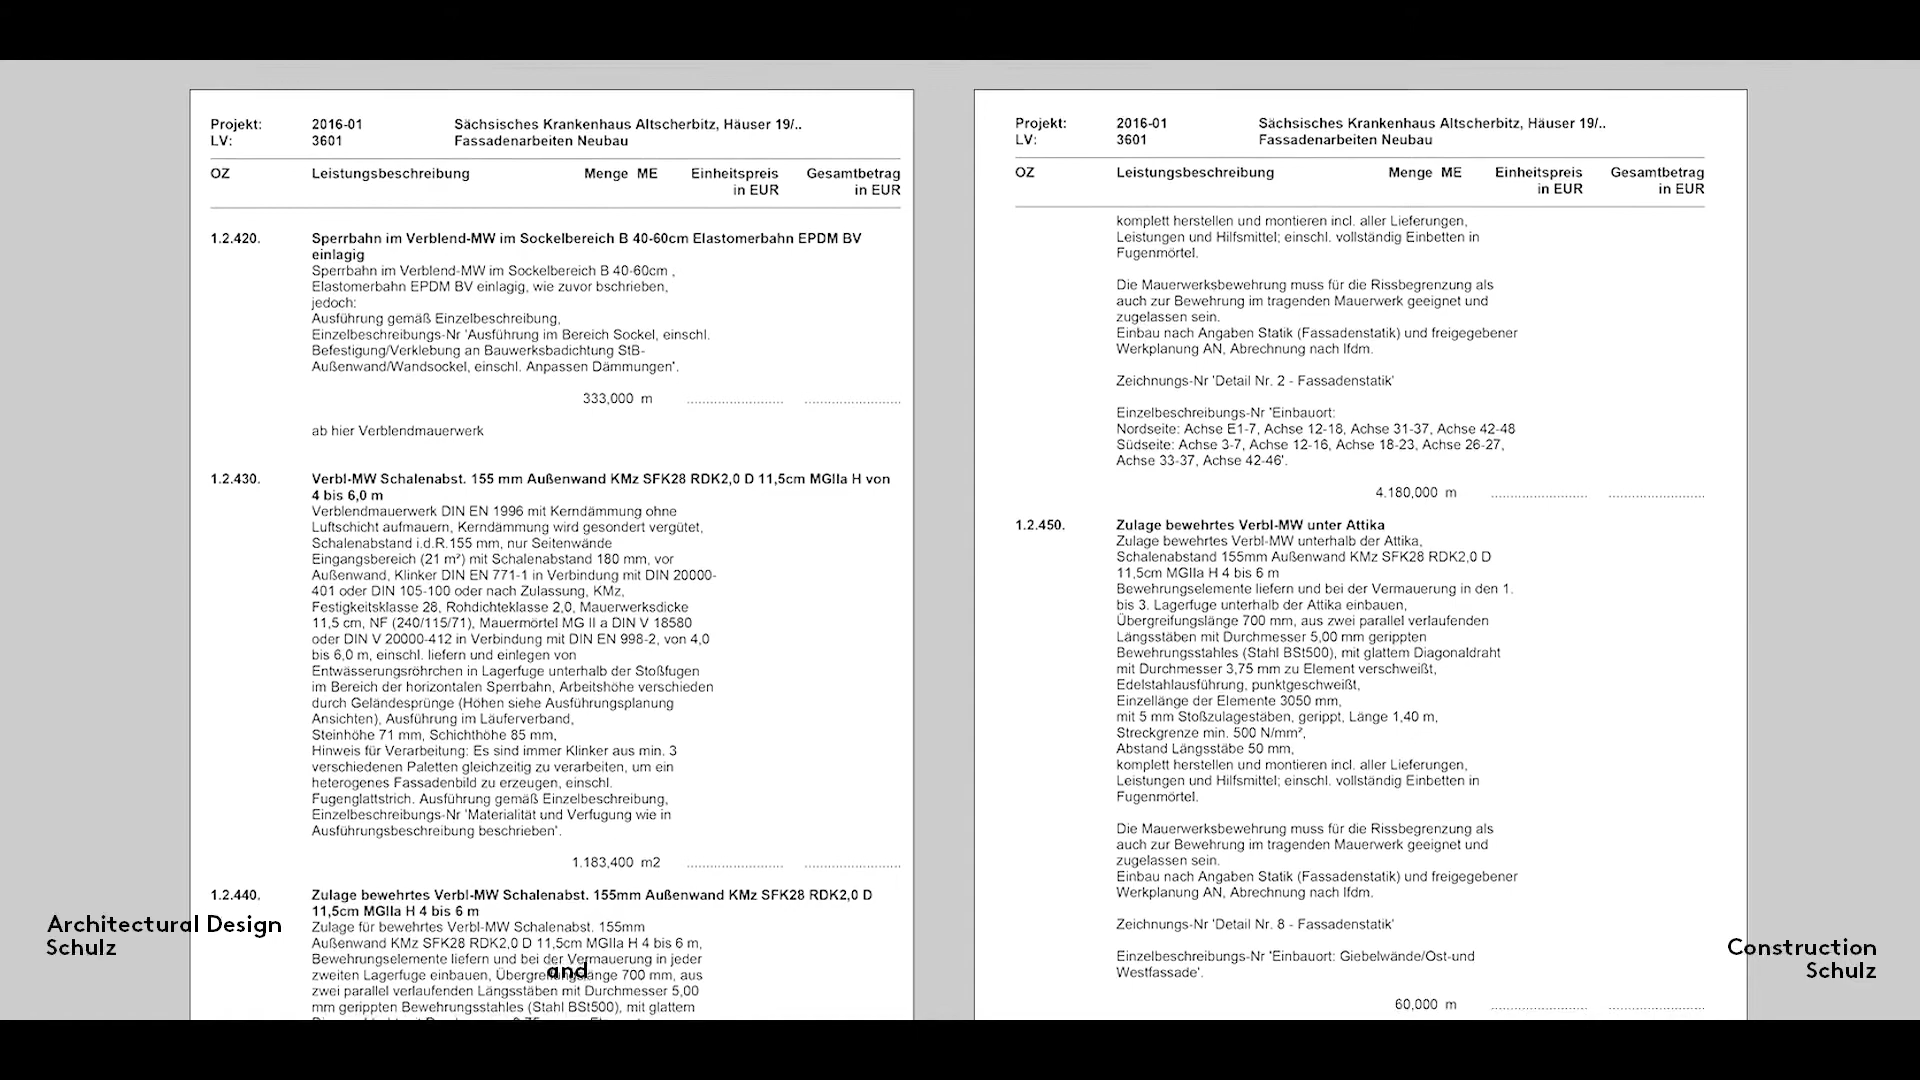 Projekt: 2016-01 Sächsisches Krankenhaus Altscherbitz, Häuser 19/..
LV: 3601 Fassadenarbeiten Neubau
OZ Leistungsbeschreibung Menge ME Einheitspreis Gesamtbetrag
in EUR in EUR
1.2.420. Sperrbahn im Verblend-MW im Sockelbereich B 40-60cm Elastomerbahn EPDM BV
einlagig
Sperrbahn im Verblend-MW im Sockelbereich B 40-60cm ,
Elastomerbahn EPDM BV einlagig, wie zuvor bschrieben,
jedoch:
Ausführung gemäß Einzelbeschreibung,
Einzelbeschreibungs-Nr 'Ausführung im Bereich Sockel, einschl.
Befestigung/Verklebung an Bauwerksbadichtung StB-
Außenwand/Wandsockel, einschl. Anpassen Dämmungen'.
333,000 m ........................ ........................
ab hier Verblendmauerwerk
1.2.430. Verbl-MW Schalenabst. 155 mm Außenwand KMz SFK28 RDK2,0 D 11,5cm MGIIa H von
4 bis 6,0 m
Verblendmauerwerk DIN EN 1996 mit Kerndämmung ohne
Luftschicht aufmauern, Kerndämmung wird gesondert vergütet,
Schalenabstand i.d.R.155 mm, nur Seitenwände
Eingangsbereich (21 m²) mit Schalenabstand 180 mm, vor
Außenwand, Klinker DIN EN 771-1 in Verbindung mit DIN 20000-
401 oder DIN 105-100 oder nach Zulassung, KMz,
Festigkeitsklasse 28, Rohdichteklasse 2,0, Mauerwerksdicke
11,5 cm, NF (240/115/71), Mauermörtel MG II a DIN V 18580
oder DIN V 20000-412 in Verbindung mit DIN EN 998-2, von 4,0
bis 6,0 m, einschl. liefern und einlegen von
Entwässerungsröhrchen in Lagerfuge unterhalb der Stoßfugen
im Bereich der horizontalen Sperrbahn, Arbeitshöhe verschieden
durch Geländesprünge (Höhen siehe Ausführungsplanung
Ansichten), Ausführung im Läuferverband,
Steinhöhe 71 mm, Schichthöhe 85 mm,
Hinweis für Verarbeitung: Es sind immer Klinker aus min. 3
verschiedenen Paletten gleichzeitig zu verarbeiten, um ein
heterogenes Fassadenbild zu erzeugen, einschl.
Fugenglattstrich. Ausführung gemäß Einzelbeschreibung,
Einzelbeschreibungs-Nr 'Materialität und Verfugung wie in
Ausführungsbeschreibung beschrieben'.
1.183,400 m2 ........................ ........................
1.2.440. Zulage bewehrtes Verbl-MW Schalenabst. 155mm Außenwand KMz SFK28 RDK2,0 D
11,5cm MGIIa H 4 bis 6 m
Zulage für bewehrtes Verbl-MW Schalenabst. 155mm
Außenwand KMz SFK28 RDK2,0 D 11,5cm MGIIa H 4 bis 6 m,
Bewehrungselemente liefern und bei der Vermauerung in jeder
zweiten Lagerfuge einbauen, Übergreifungslänge 700 mm, aus
zwei parallel verlaufenden Längsstäben mit Durchmesser 5,00
mm gerippten Bewehrungsstahles (Stahl BSt500), mit glattem
Projekt: 2016-01 Sächsisches Krankenhaus Altscherbitz, Häuser 19/..
LV: 3601 Fassadenarbeiten Neubau
OZ Leistungsbeschreibung Menge ME Einheitspreis Gesamtbetrag
in EUR in EUR
komplett herstellen und montieren incl. aller Lieferungen,
Leistungen und Hilfsmittel; einschl. vollständig Einbetten in
Fugenmörtel.
Die Mauerwerksbewehrung muss für die Rissbegrenzung als
auch zur Bewehrung im tragenden Mauerwerk geeignet und
zugelassen sein.
Einbau nach Angaben Statik (Fassadenstatik) und freigegebener
Werkplanung AN, Abrechnung nach lfdm.
Zeichnungs-Nr 'Detail Nr. 2 - Fassadenstatik'
Einzelbeschreibungs-Nr 'Einbauort:
Nordseite: Achse E1-7, Achse 12-18, Achse 31-37, Achse 42-48
Südseite: Achse 3-7, Achse 12-16, Achse 18-23, Achse 26-27,
Achse 33-37, Achse 42-46'.
4.180,000 m ........................ ........................
1.2.450. Zulage bewehrtes Verbl-MW unter Attika
Zulage bewehrtes Verbl-MW unterhalb der Attika,
Schalenabstand 155mm Außenwand KMz SFK28 RDK2,0 D
11,5cm MGIIa H 4 bis 6 m
Bewehrungselemente liefern und bei der Vermauerung in den 1.
bis 3. Lagerfuge unterhalb der Attika einbauen,
Übergreifungslänge 700 mm, aus zwei parallel verlaufenden
Längsstäben mit Durchmesser 5,00 mm gerippten
Bewehrungsstahles (Stahl BSt500), mit glattem Diagonaldraht
mit Durchmesser 3,75 mm zu Element verschweißt,
Edelstahlausführung, punktgeschweißt,
Einzellänge der Elemente 3050 mm,
mit 5 mm Stoßzulagestäben, gerippt, Länge 1,40 m,
Streckgrenze min. 500 N/mm²,
Abstand Längsstäbe 50 mm,
komplett herstellen und montieren incl. aller Lieferungen,
Leistungen und Hilfsmittel; einschl. vollständig Einbetten in
Fugenmörtel.
Die Mauerwerksbewehrung muss für die Rissbegrenzung als
auch zur Bewehrung im tragenden Mauerwerk geeignet und
zugelassen sein.
Einbau nach Angaben Statik (Fassadenstatik) und freigegebener
Werkplanung AN, Abrechnung nach lfdm.
Zeichnungs-Nr 'Detail Nr. 8 - Fassadenstatik'
Einzelbeschreibungs-Nr 'Einbauort: Giebelwände/Ost-und
Westfassade'.
60,000 m ........................ ........................
Architectural Design
Schulz
and
Construction
Schulz